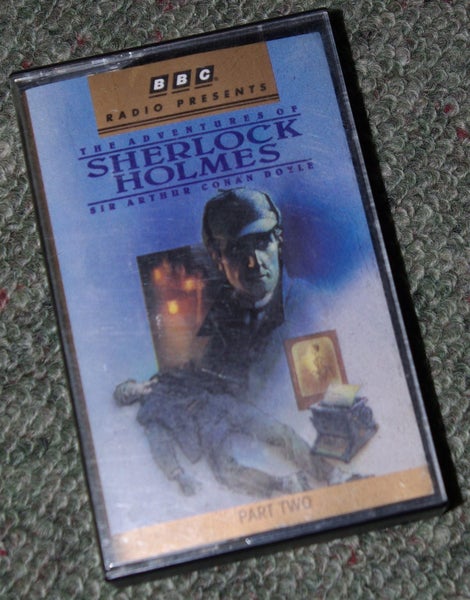 BBC
RADIO PRESENTS
THE ADVENTURES OF
SHERLOCK
HOLMES
SIR ARTHUR CONAN DOYLE
PART TWO